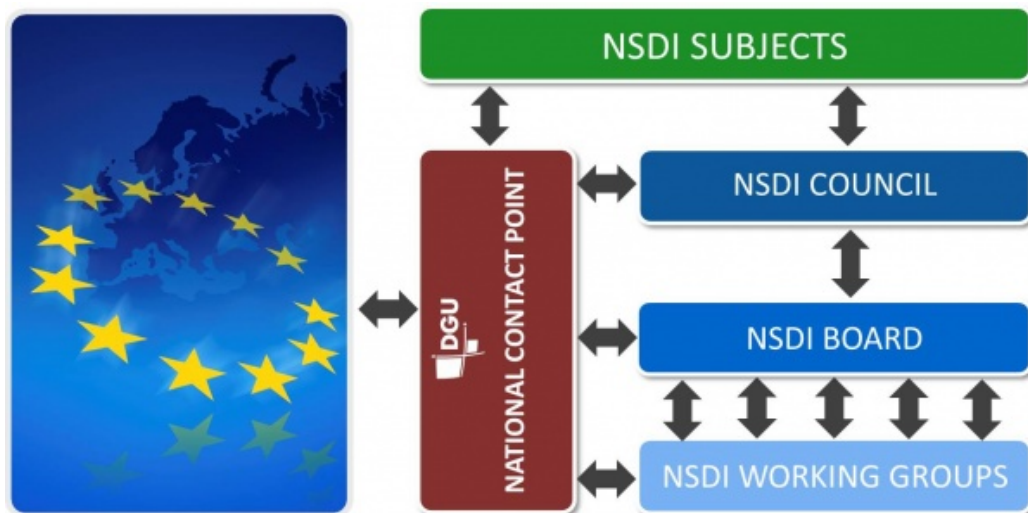 NSDI SUBJECTS
DGU
NATIONAL CONTACT POINT
NSDI COUNCIL
NSDI BOARD
NSDI WORKING GROUPS